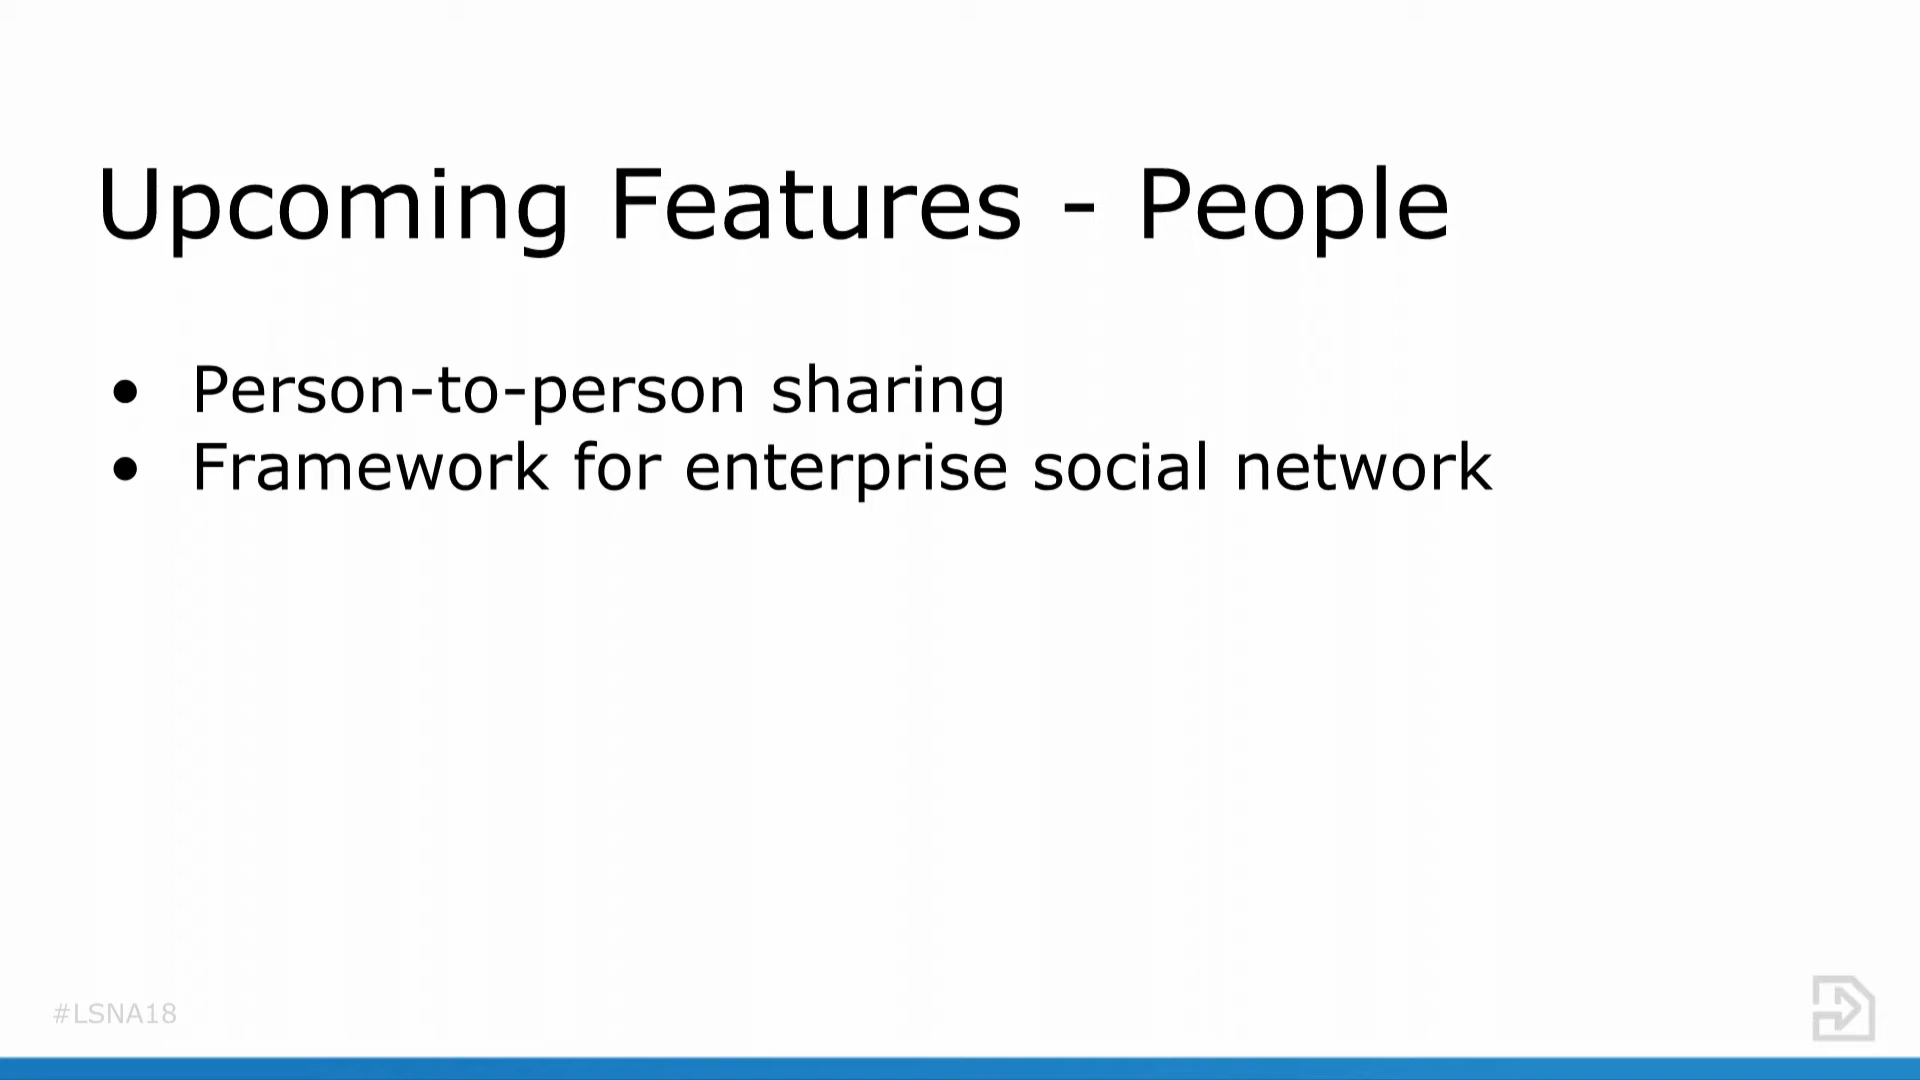 Upcoming Features - People
• Person-to-person sharing
• Framework for enterprise social network
#LSNA18